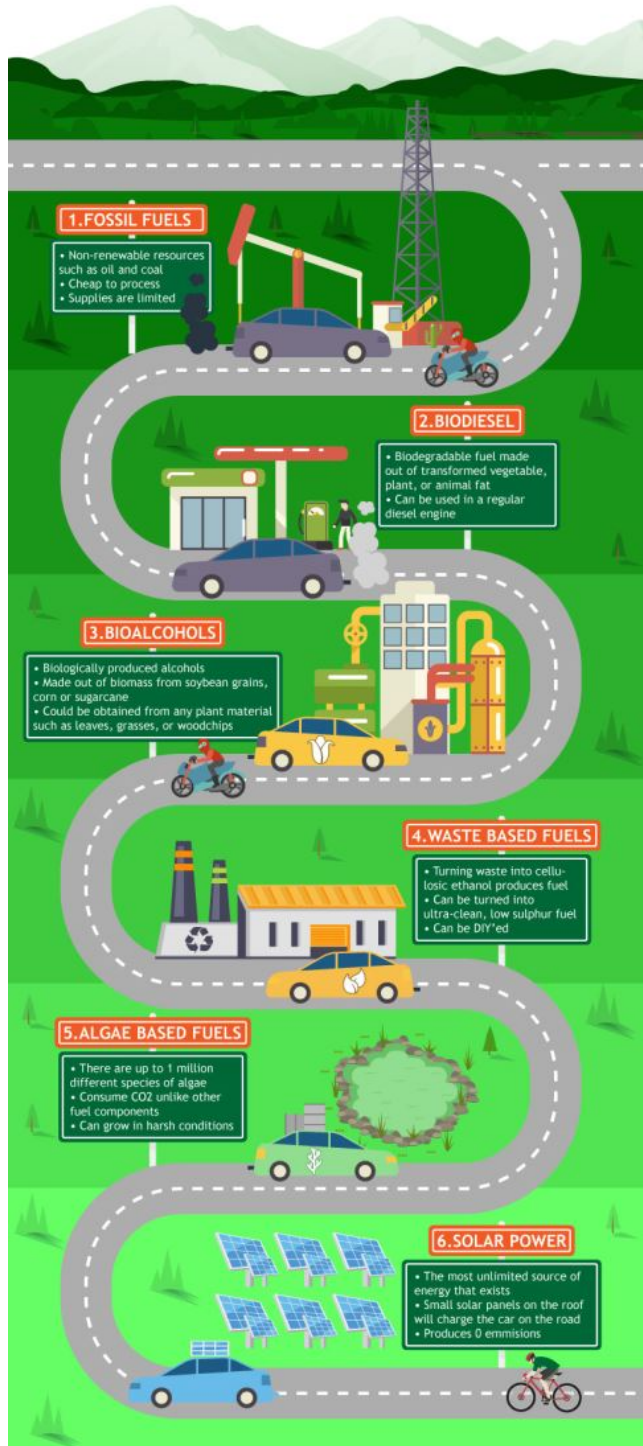 1.FOSSIL FUELS
• Non-renewable resources
such as oil and coal
• Cheap to process
• Supplies are limited
2.BIODIESEL
• Biodegradable fuel made
out of transformed vegetable,
plant, or animal fat
• Can be used in a regular
diesel engine
3.BIOALCOHOLS
• Biologically produced alcohols
• Made out of biomass from soybean grains,
corn or sugarcane
• Could be obtained from any plant material
such as leaves, grasses, or woodchips
4.WASTE BASED FUELS
• Turning waste into cellu-
losic ethanol produces fuel
• Can be turned into
ultra-clean, low sulphur fuel
• Can be DIY'ed
5.ALGAE BASED FUELS
• There are up to 1 million
different species of algae
• Consume CO2 unlike other
fuel components
• Can grow in harsh conditions
6.SOLAR POWER
• The most unlimited source of
energy that exists
• Small solar panels on the roof
will charge the car on the road
• Produces 0 emmisions